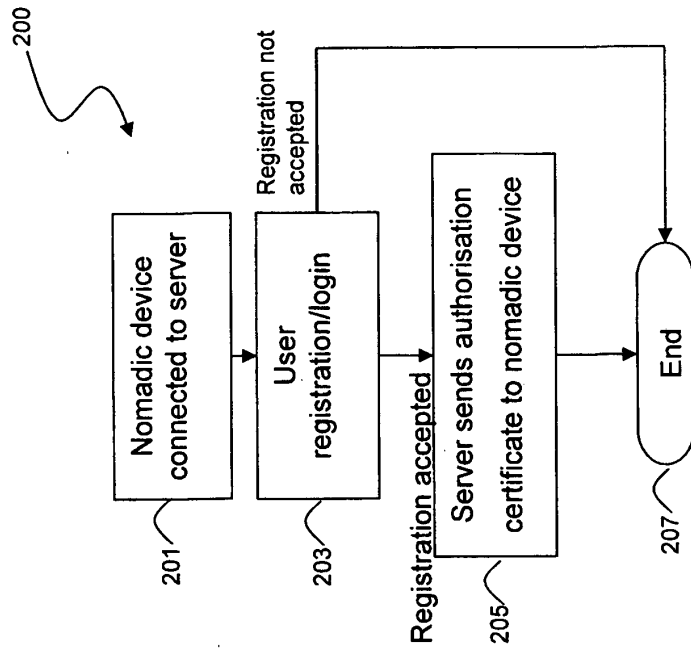 200
Nomadic device
connected to server
201
User
registration/login
203
Registration not
accepted
Registration accepted
Server sends authorisation
certificate to nomadic device
205
End
207